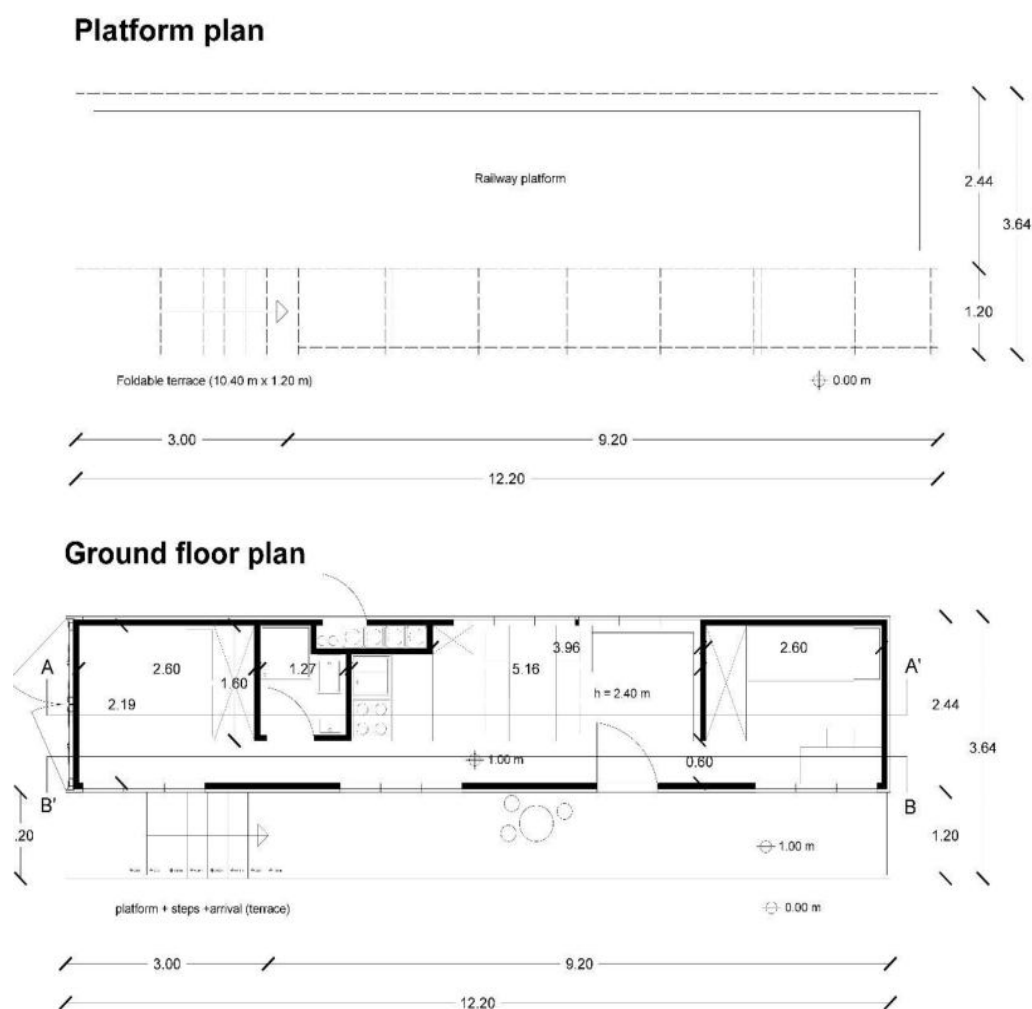 Platform plan
Railway platform
2.44
3.64
1.20
Foldable terrace (10.40 m x 1.20 m)
0.00 m
3.00
9.20
12.20
Ground floor plan
A
2.60
1.27
3.96
2.60
A'
1.60
5.16
2.19
h = 2.40 m
2.44
3.64
1.00 m
0.60
B'
B
.20
1.20
1.00 m
platform + steps +arrival (terrace)
0.00 m
3.00
9.20
12.20